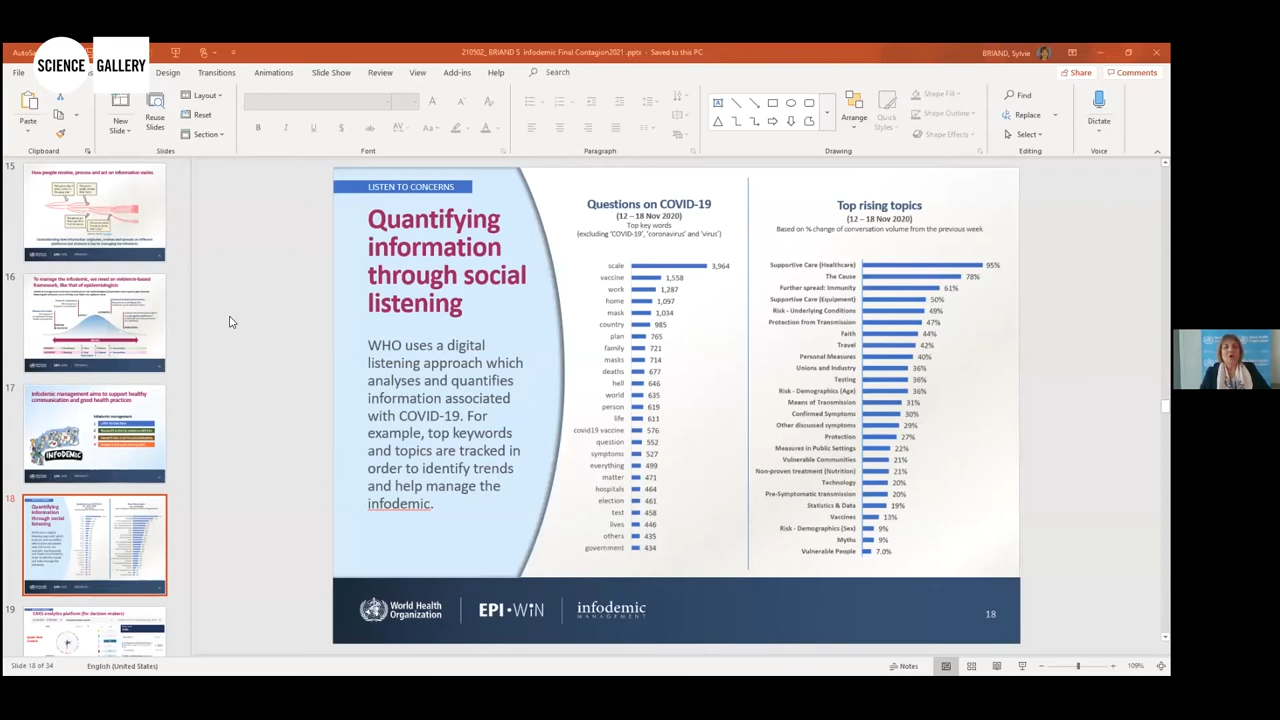 SCIENCE
GALLERY
210502_ BRIAND S infodemic Final Contagion2021 .pptx - Saved to this PC
BRIAND, Sylvie
File
Design
Transitions
Animations
Slide Show
Review
View
Add-ins
Help
Search
Share
Comments
Paste
New
Slide
Reuse
Slides
Layout
Reset
Section
Arrange
Quick
Styles
Shape Fill
Shape Outline
Shape Effects
Find
Replace
Select
Dictate
Clipboard
Slides
Font
Paragraph
Drawing
Editing
Voice
15
How people receive, process and act on information varies
16
To manage the infodemic, we need an evidence-based
framework, like that of epidemiologists
17
Infodemic management aims to support healthy
communication and good health practices
Infodemic management
INFODEMIC
18
Quantifying
information
through social
listening
19
EARS analytics platform (for decision makers)
LISTEN TO CONCERNS
Quantifying
information
through social
listening
WHO uses a digital
listening approach which
analyses and quantifies
information associated
with COVID-19. For
example, top keywords
and topics are tracked in
order to identify trends
and help manage the
infodemic.
Questions on COVID-19
(12 – 18 Nov 2020)
Top key words
(excluding 'COVID-19', 'coronavirus' and 'virus')
scale 3,964
vaccine 1,558
work 1,287
home 1,097
mask 1,034
country 985
plan 765
family 721
masks 714
deaths 677
hell 646
world 635
person 619
life 611
covid19 vaccine 576
question 552
symptoms 527
everything 499
matter 471
hospitals 464
election 461
test 458
lives 446
others 435
government 434
Top rising topics
(12 – 18 Nov 2020)
Based on % change of conversation volume from the previous week
Supportive Care (Healthcare) 95%
The Cause 78%
Further spread: Immunity 61%
Supportive Care (Equipment) 50%
Risk - Underlying Conditions 49%
Protection from Transmission 47%
Faith 44%
Travel 42%
Personal Measures 40%
Unions and Industry 36%
Testing 36%
Risk - Demographics (Age) 36%
Means of Transmission 31%
Confirmed Symptoms 30%
Other discussed symptoms 29%
Protection 27%
Measures in Public Settings 22%
Vulnerable Communities 21%
Non-proven treatment (Nutrition) 21%
Technology 20%
Pre-Symptomatic transmission 20%
Statistics & Data 19%
Vaccines 13%
Risk - Demographics (Sex) 9%
Myths 9%
Vulnerable People 7.0%
World Health
Organization
EPI·WiN
infodemic
MANAGEMENT
18
Slide 18 of 34
English (United States)
Notes
109%